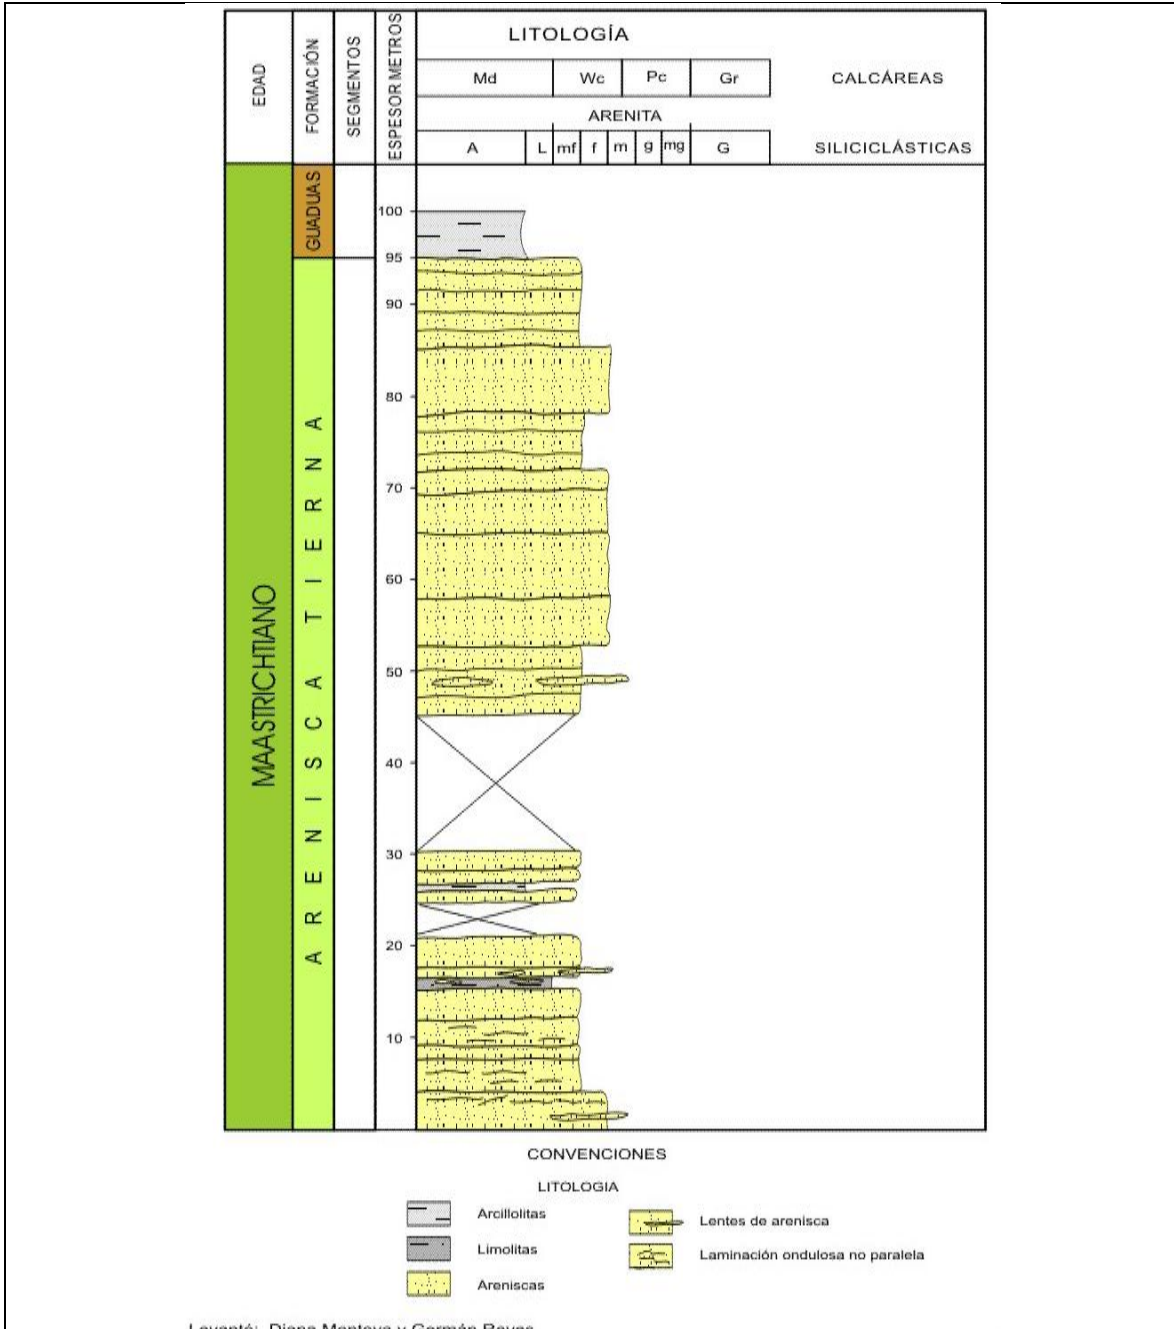 EDAD
FORMACIÓN
SEGMENTOS
ESPESOR METROS
LITOLOGÍA
Md Wc Pc Gr CALCÁREAS
ARENITA
A L mf f m g mg G SILICICLÁSTICAS
MAASTRICHTIANO
GUADUAS
ARENISCA TIERNA
100
95
90
80
70
60
50
40
30
20
10
CONVENCIONES
LITOLOGIA
Arcillolitas
Limolitas
Areniscas
Lentes de arenisca
Laminación ondulosa no paralela